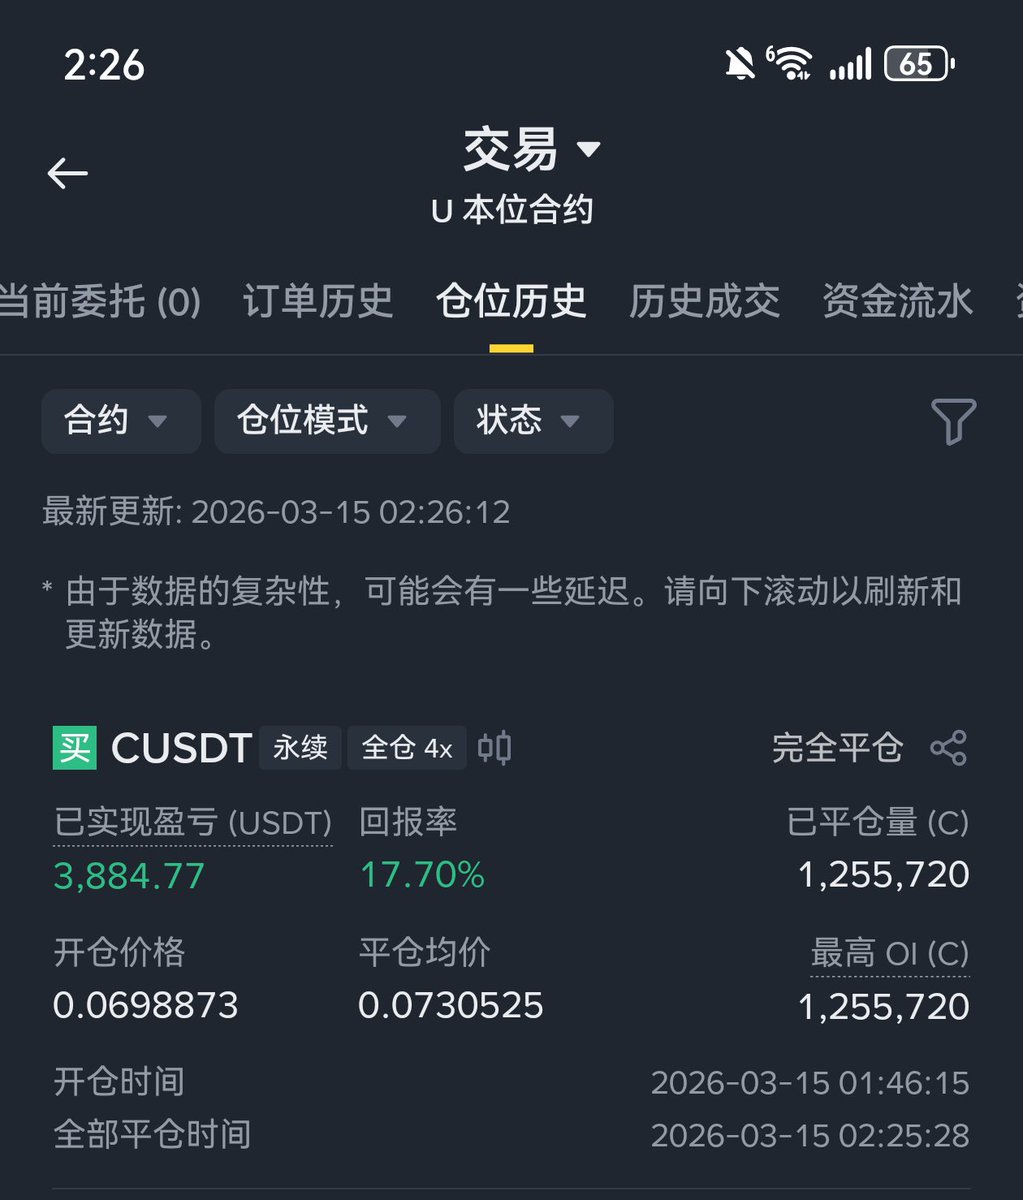 2:26
6
65
交易
U 本位合约
当前委托 (0) 订单历史 仓位历史 历史成交 资金流水
合约 仓位模式 状态
最新更新: 2026-03-15 02:26:12
* 由于数据的复杂性，可能会有一些延迟。请向下滚动以刷新和
更新数据。
买 CUSDT 永续 全仓 4x 完全平仓
已实现盈亏 (USDT) 回报率 已平仓量 (C)
3,884.77 17.70% 1,255,720
开仓价格 平仓均价 最高 OI (C)
0.0698873 0.0730525 1,255,720
开仓时间 2026-03-15 01:46:15
全部平仓时间 2026-03-15 02:25:28